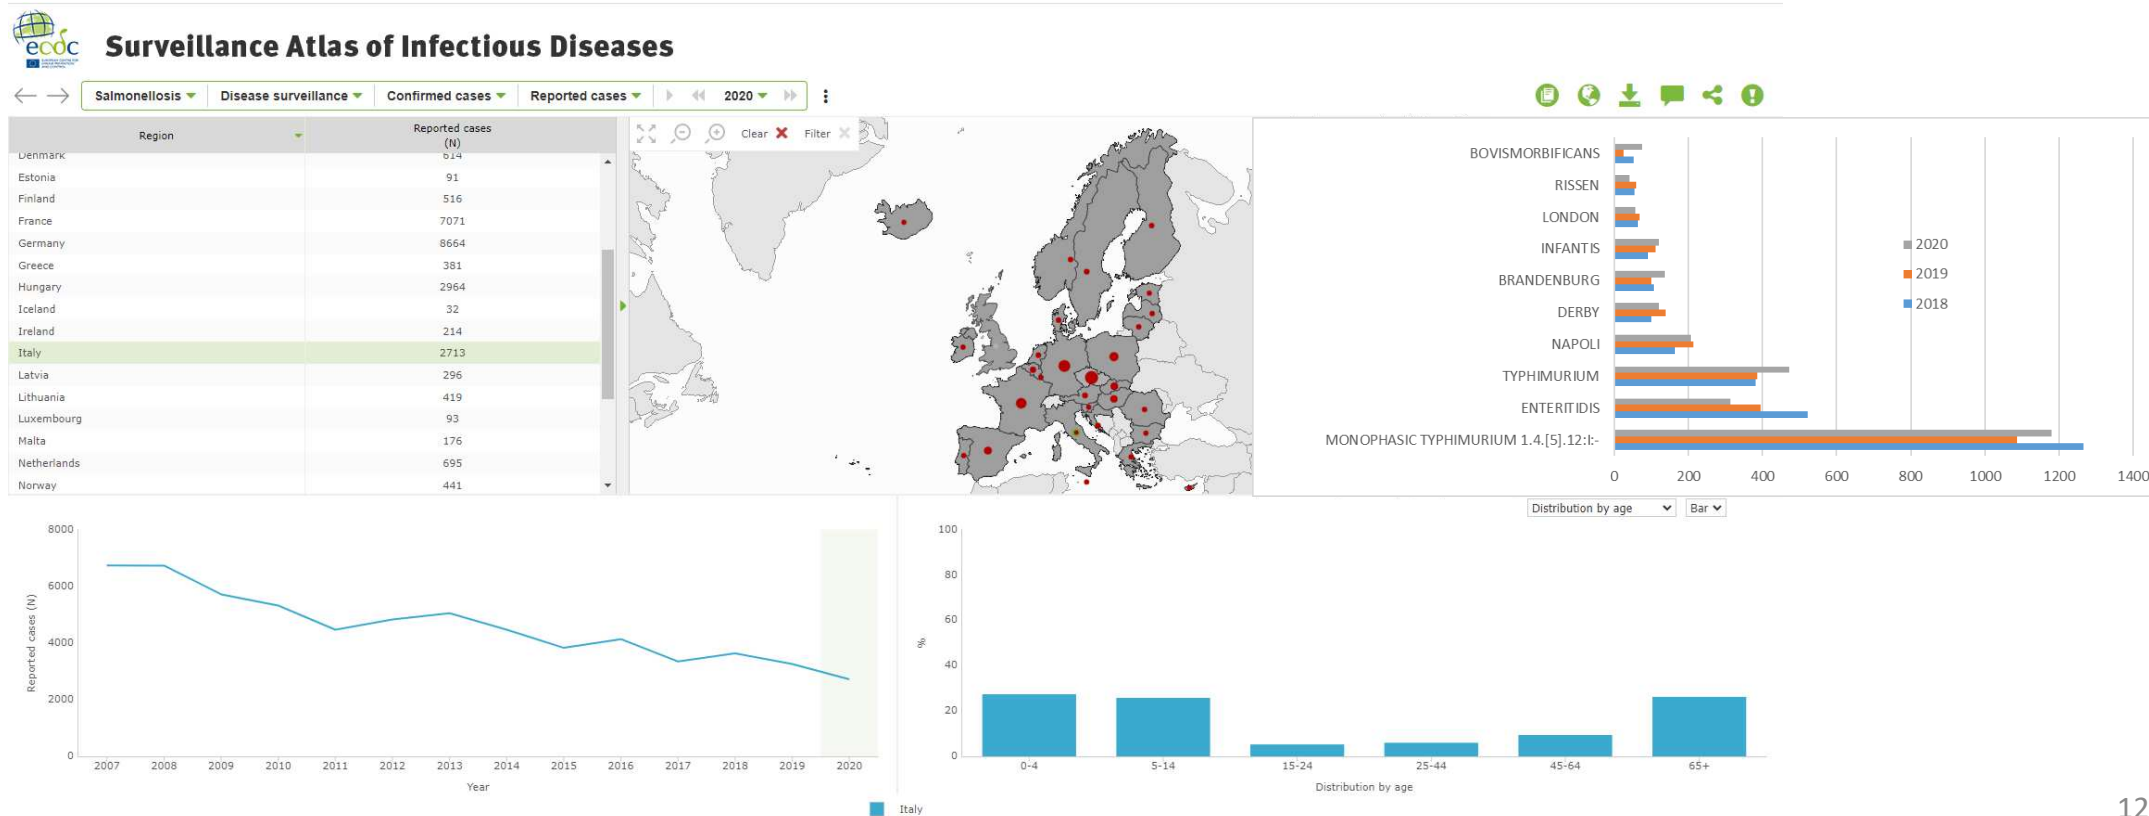 ecdc
Surveillance Atlas of Infectious Diseases
Salmonellosis Disease surveillance Confirmed cases Reported cases 2020
Region Reported cases
(N)
Denmark 614
Estonia 91
Finland 516
France 7071
Germany 8664
Greece 381
Hungary 2964
Iceland 32
Ireland 214
Italy 2713
Latvia 296
Lithuania 419
Luxembourg 93
Malta 176
Netherlands 695
Norway 441
Clear Filter
BOVISMORBIFICANS
RISSEN
LONDON
INFANTIS
BRANDENBURG
DERBY
NAPOLI
TYPHIMURIUM
ENTERITIDIS
MONOPHASIC TYPHIMURIUM 1.4.[5].12:I:-
0 200 400 600 800 1000 1200 1400
2020
2019
2018
Distribution by age Bar
8000
6000
4000
2000
0
Reported cases (N)
2007 2008 2009 2010 2011 2012 2013 2014 2015 2016 2017 2018 2019 2020
Year
100
80
60
40
20
0
%
0-4 5-14 15-24 25-44 45-64 65+
Distribution by age
Italy
12